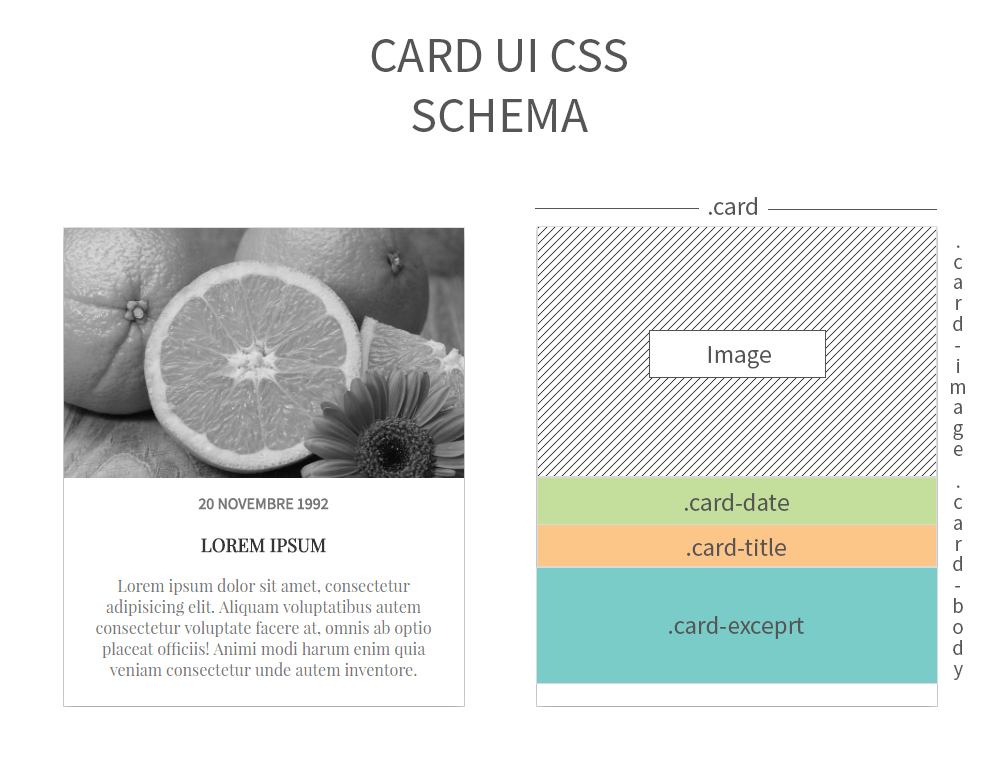 CARD UI CSS
SCHEMA
20 NOVEMBRE 1992
LOREM IPSUM
Lorem ipsum dolor sit amet, consectetur
adipisicing elit. Aliquam voluptatibus autem
consectetur voluptate facere at, omnis ab optio
placeat officiis! Animi modi harum enim quia
veniam consectetur unde autem inventore.
.card
Image
.card-date
.card-title
.card-exceprt
.card-image
.card-body